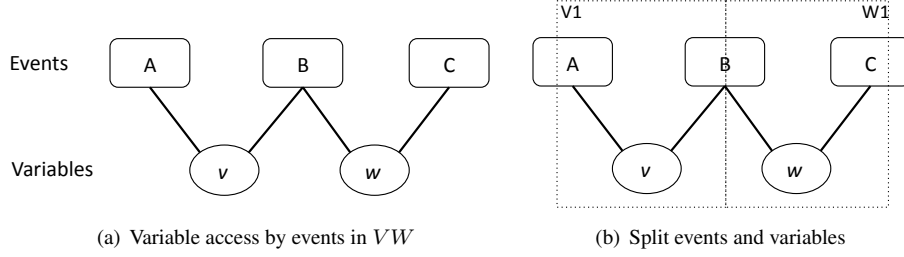 V1 W1
Events A B C A B C
Variables v w v w
(a) Variable access by events in VW (b) Split events and variables